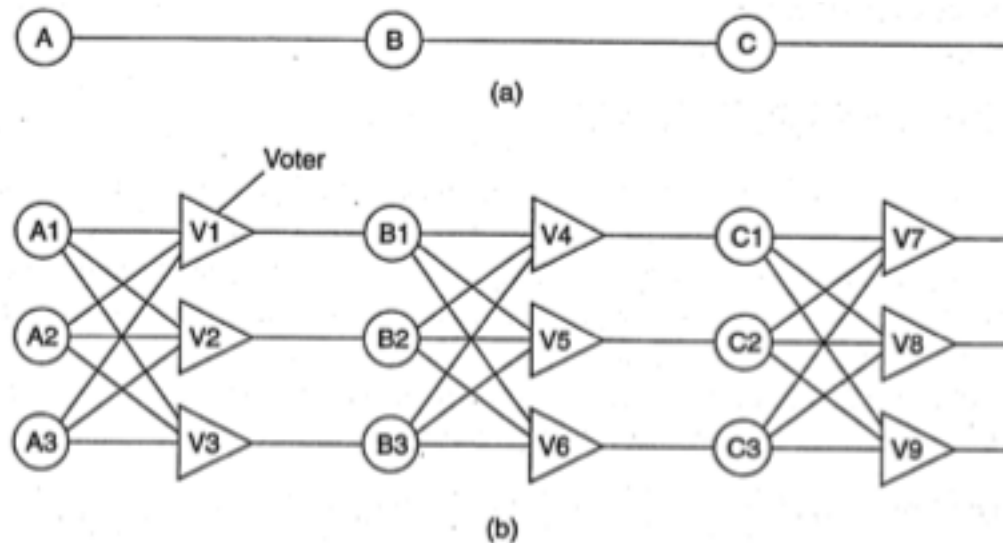 A B C
(a)
Voter
A1 V1 B1 V4 C1 V7
A2 V2 B2 V5 C2 V8
A3 V3 B3 V6 C3 V9
(b)